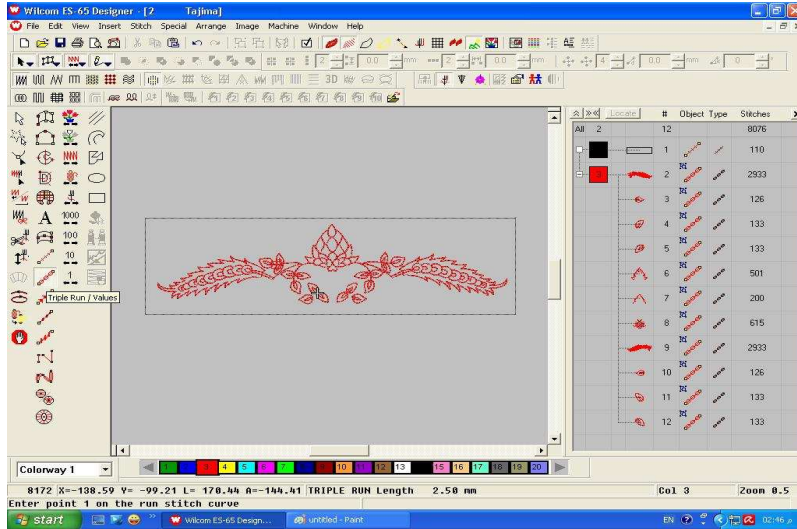 Wilcom ES-65 Designer - [2 Tajima]
File Edit View Insert Stitch Special Arrange Image Machine Window Help
2 0.0 mm 2 0.0 mm 4 0.0 mm 0
3D
Locate # Object Type Stitches
All 2 12 8076
1 110
3 2 2933
3 126
4 133
5 133
6 501
7 200
8 615
9 2933
10 126
11 133
12 133
A 1000
100
10
1
Triple Run / Values
Colorway 1
1 3 4 5 6 7 10 11 12 13 15 16 17 18 19 20
8172 X=-138.59 Y= -99.21 L= 170.44 A=-144.41 TRIPLE RUN Length 2.50 mm Col 3 Zoom 0.5
Enter point 1 on the run stitch curve
start Wilcom ES-65 Design... untitled - Paint EN 02:46